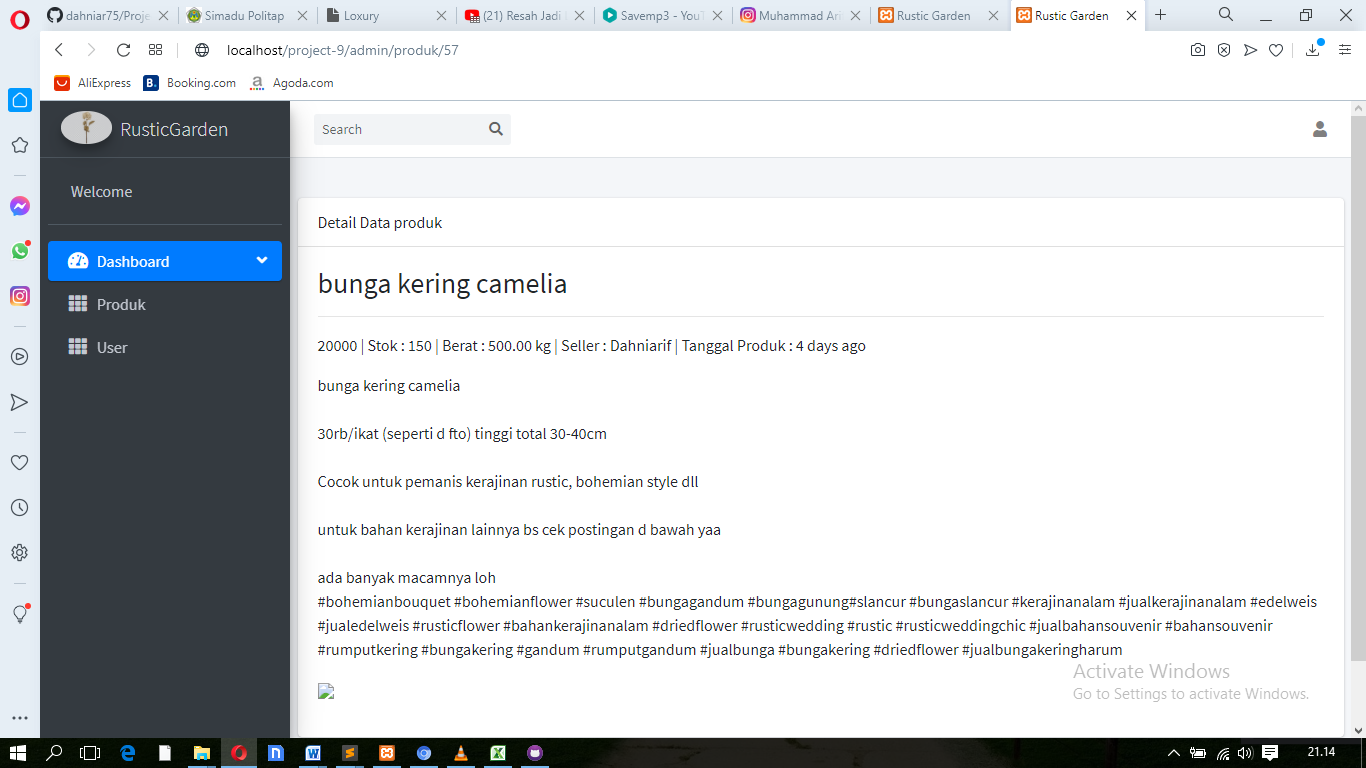 dahniar75/Proje
Simadu Politap
Loxury
(21) Resah Jadi
Savemp3 - YouT
Muhammad Ari
Rustic Garden
Rustic Garden
localhost/project-9/admin/produk/57
AliExpress
B.
Booking.com
a
Agoda.com
RusticGarden
Search
Welcome
Dashboard
Produk
User
Detail Data produk
bunga kering camelia
20000 | Stok : 150 | Berat : 500.00 kg | Seller : Dahniarif | Tanggal Produk : 4 days ago
bunga kering camelia
30rb/ikat (seperti d fto) tinggi total 30-40cm
Cocok untuk pemanis kerajinan rustic, bohemian style dll
untuk bahan kerajinan lainnya bs cek postingan d bawah yaa
ada banyak macamnya loh
#bohemianbouquet #bohemianflower #suculen #bungagandum #bungagunung#slancur #bungaslancur #kerajinanalam #jualkerajinanalam #edelweis
#jualedelweis #rusticflower #bahankerajinanalam #driedflower #rusticwedding #rustic #rusticweddingchic #jualbahansouvenir #bahansouvenir
#rumputkering #bungakering #gandum #rumputgandum #jualbunga #bungakering #driedflower #jualbungakeringharum
Activate Windows
Go to Settings to activate Windows.
21.14